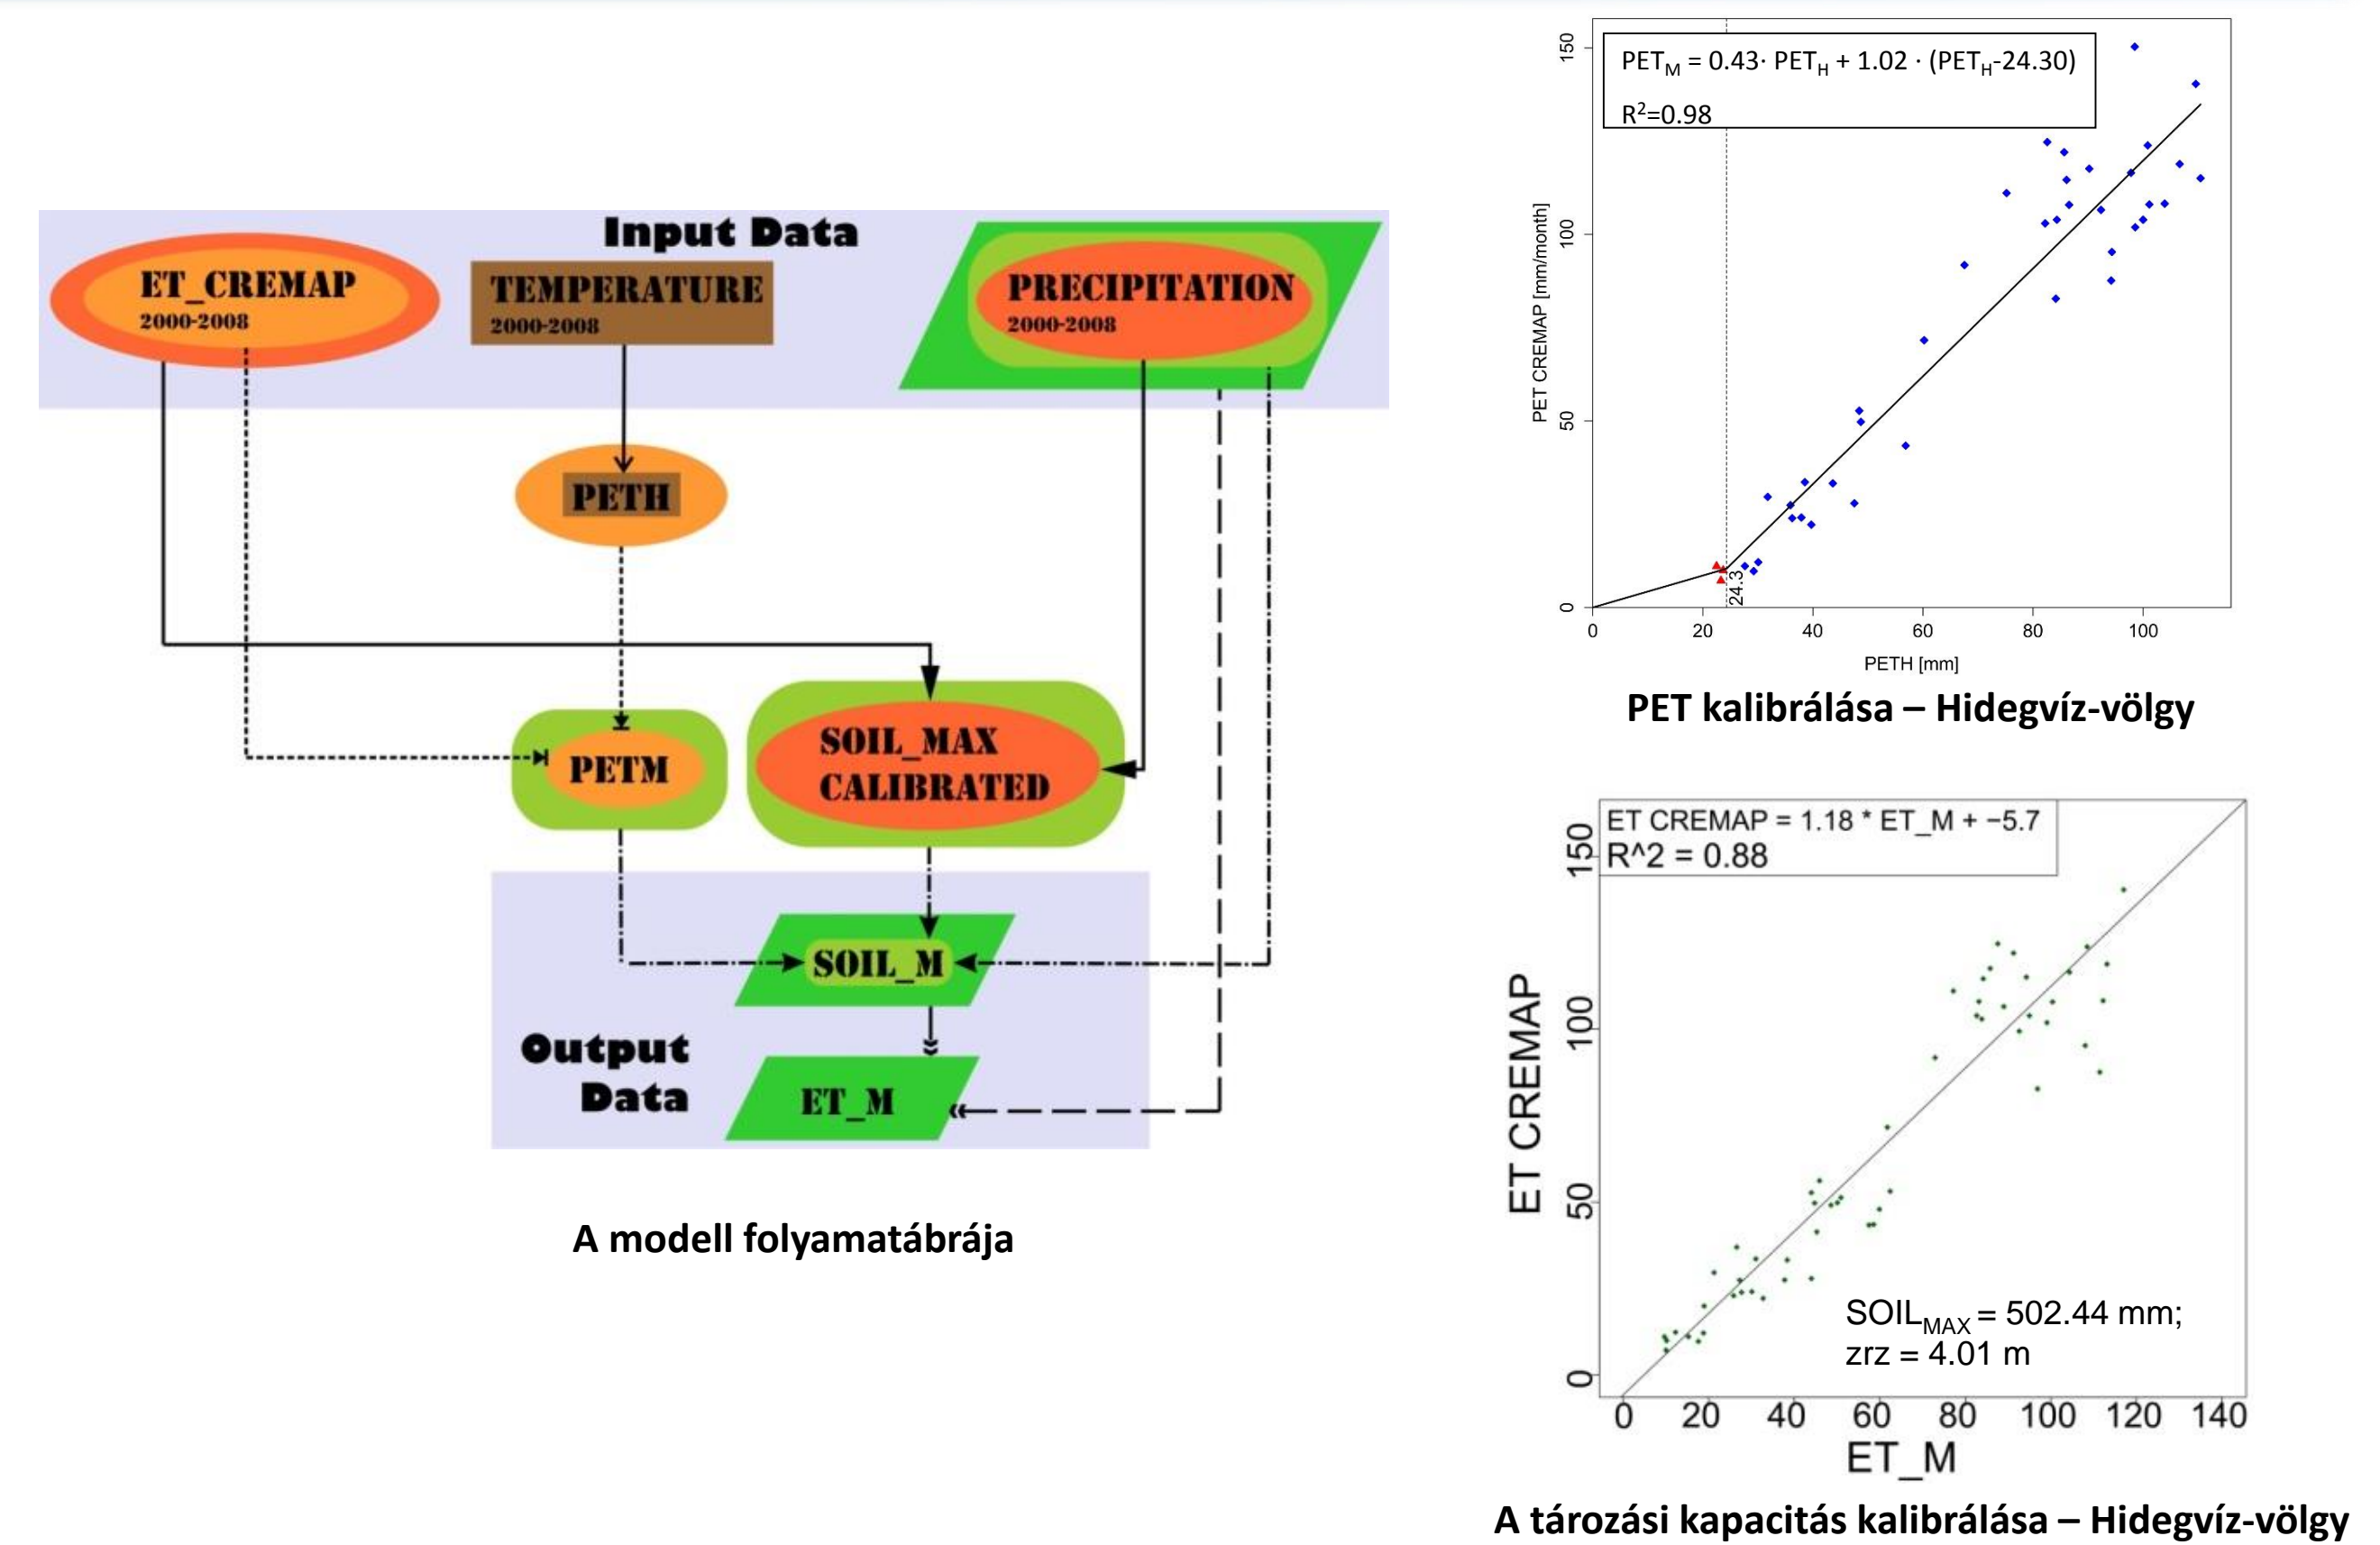 Input Data
ET_CREMAP
2000-2008
TEMPERATURE
2000-2008
PRECIPITATION
2000-2008
PETH
PETM
SOIL_MAX
CALIBRATED
SOIL_M
Output
Data
ET_M
A modell folyamatábrája
PET_M = 0.43· PET_H + 1.02 · (PET_H-24.30)
R²=0.98
PET CREMAP [mm/month]
150
100
50
0
24.3
0 20 40 60 80 100
PETH [mm]
PET kalibrálása – Hidegvíz-völgy
ET CREMAP = 1.18 * ET_M + −5.7
R^2 = 0.88
ET CREMAP
150
100
50
0
SOIL_MAX = 502.44 mm;
zrz = 4.01 m
0 20 40 60 80 100 120 140
ET_M
A tározási kapacitás kalibrálása – Hidegvíz-völgy